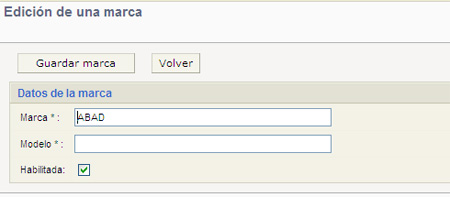 Edición de una marca
Guardar marca Volver
Datos de la marca
Marca * : ABAD
Modelo * :
Habilitada: